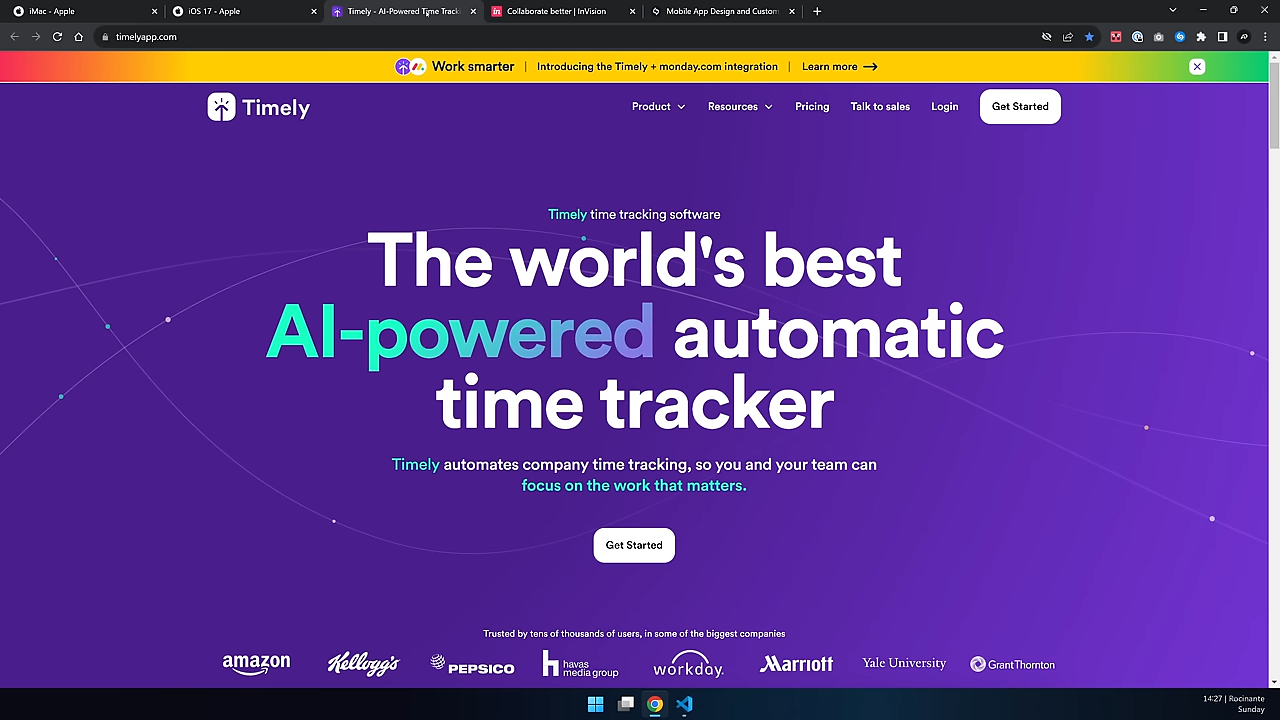 iMac - Apple
iOS 17 - Apple
Timely - AI-Powered Time Track
Collaborate better | InVision
Mobile App Design and Custom
timelyapp.com
Work smarter | Introducing the Timely + monday.com integration | Learn more →
Timely
Product
Resources
Pricing
Talk to sales
Login
Get Started
Timely time tracking software
The world's best
AI-powered automatic
time tracker
Timely automates company time tracking, so you and your team can
focus on the work that matters.
Get Started
Trusted by tens of thousands of users, in some of the biggest companies
amazon
Kellogg's
PEPSICO
havas
media group
workday.
Marriott
Yale University
GrantThornton
14:27 | Rocinante
Sunday